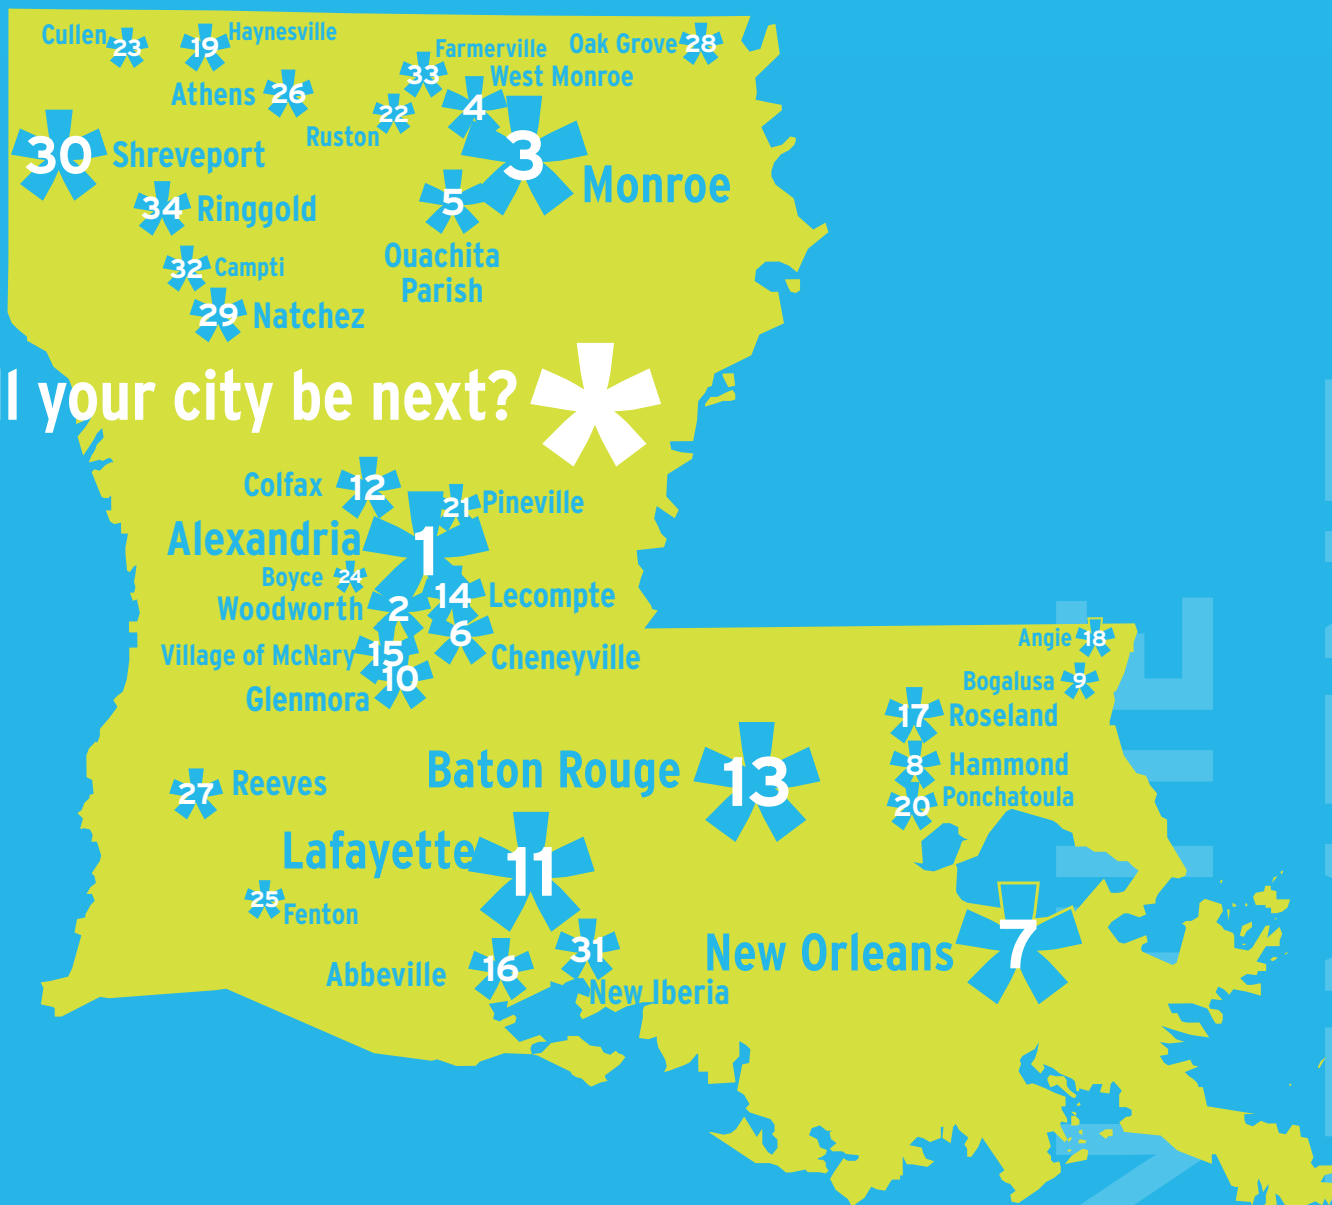 Cullen 23
19 Haynesville
Farmerville 33
Oak Grove 28
West Monroe 4
Athens 26
Ruston 22
30 Shreveport
3 Monroe
34 Ringgold
5 Ouachita
Parish
32 Campti
29 Natchez
your city be next?
Colfax 12
21 Pineville
Alexandria 1
Boyce 24
14 Lecompte
Woodworth 2
6 Cheneyville
Village of McNary 15
Glenmora 10
Angie 18
Bogalusa 9
17 Roseland
Baton Rouge 13
8 Hammond
27 Reeves
20 Ponchatoula
Lafayette 11
25 Fenton
New Orleans 7
Abbeville 16
31 New Iberia